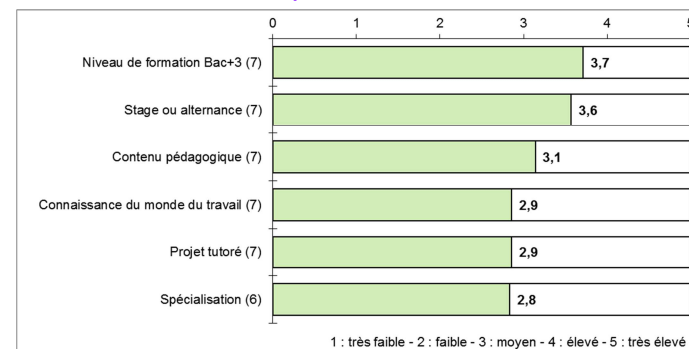 0 1 2 3 4 5
Niveau de formation Bac+3 (7) 3,7
Stage ou alternance (7) 3,6
Contenu pédagogique (7) 3,1
Connaissance du monde du travail (7) 2,9
Projet tutoré (7) 2,9
Spécialisation (6) 2,8
1 : très faible - 2 : faible - 3 : moyen - 4 : élevé - 5 : très élevé